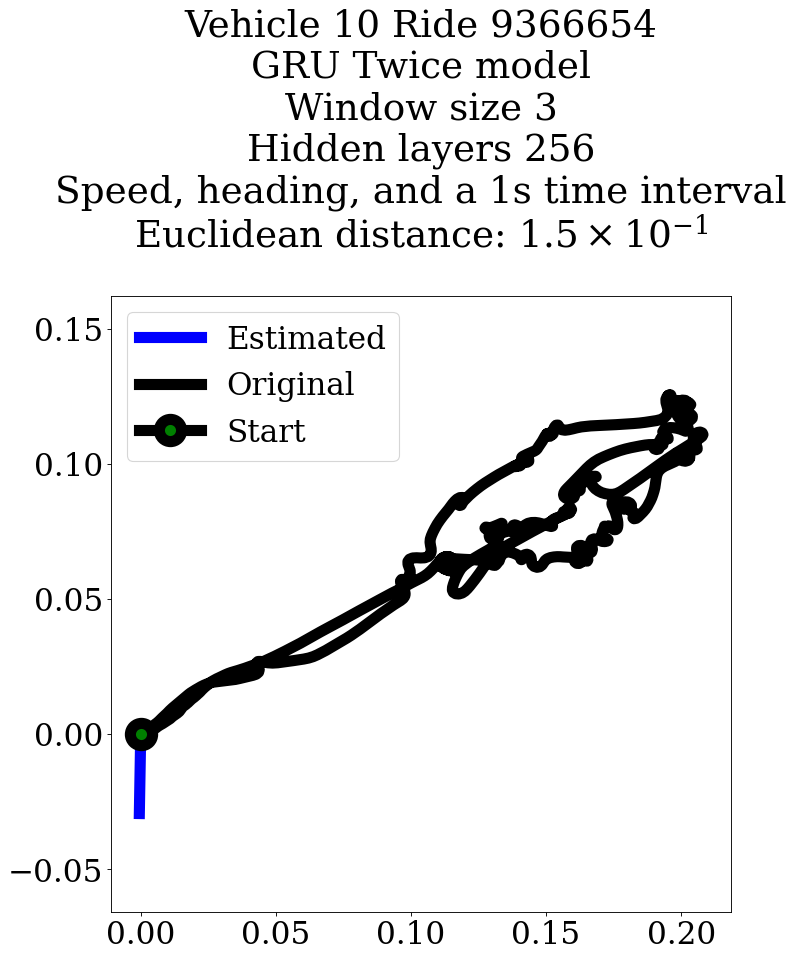 Vehicle 10 Ride 9366654
GRU Twice model
Window size 3
Hidden layers 256
Speed, heading, and a 1s time interval
Euclidean distance: 1.5 × 10⁻¹
Estimated
Original
Start
0.15
0.10
0.05
0.00
−0.05
0.00 0.05 0.10 0.15 0.20